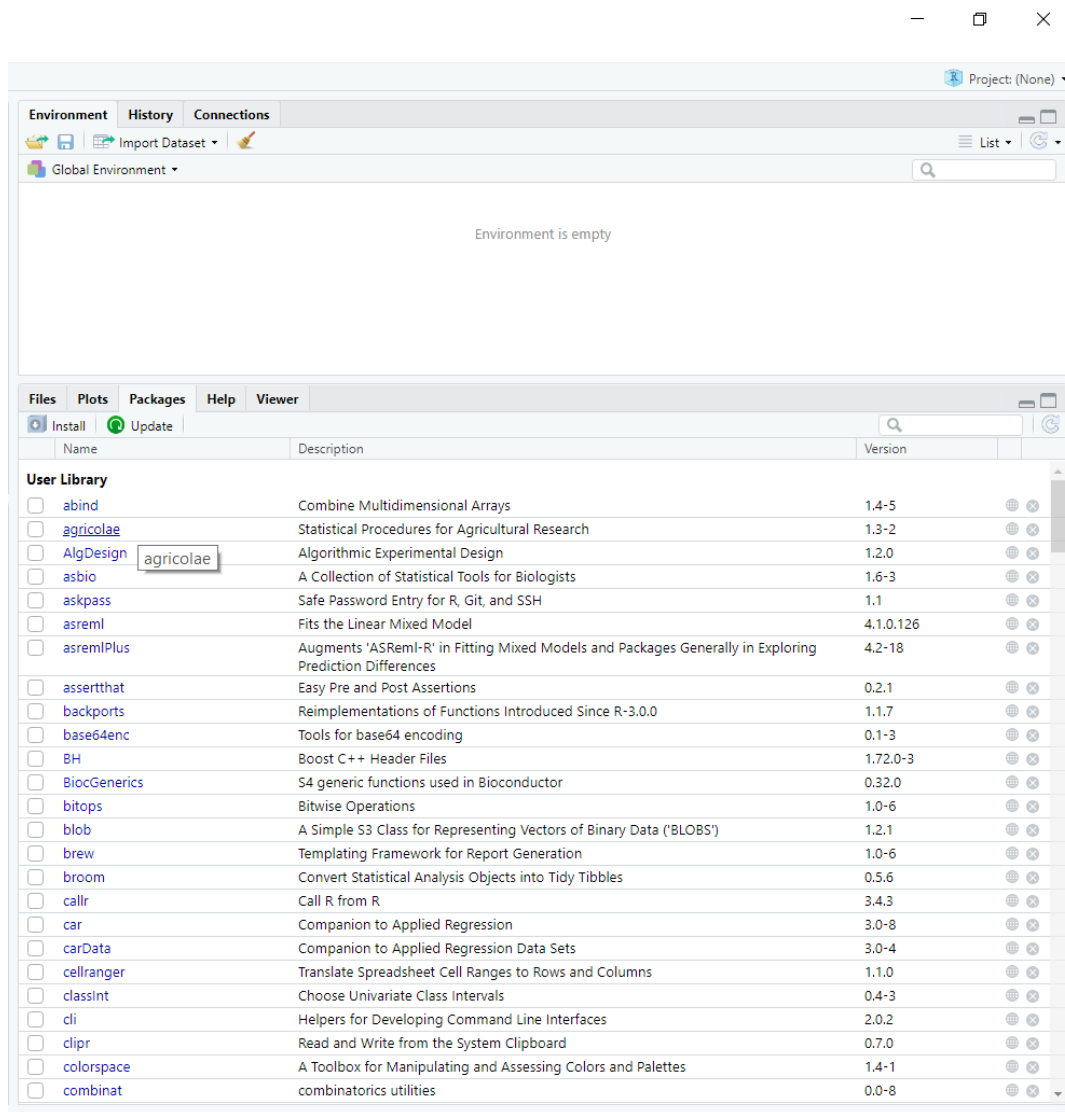 Project: (None)
Environment History Connections
Import Dataset List
Global Environment
Environment is empty
Files Plots Packages Help Viewer
Install Update
Name Description Version
User Library
abind Combine Multidimensional Arrays 1.4-5
agricolae Statistical Procedures for Agricultural Research 1.3-2
AlgDesign Algorithmic Experimental Design 1.2.0
agricolae
asbio A Collection of Statistical Tools for Biologists 1.6-3
askpass Safe Password Entry for R, Git, and SSH 1.1
asreml Fits the Linear Mixed Model 4.1.0.126
asremlPlus Augments 'ASReml-R' in Fitting Mixed Models and Packages Generally in Exploring 4.2-18
Prediction Differences
assertthat Easy Pre and Post Assertions 0.2.1
backports Reimplementations of Functions Introduced Since R-3.0.0 1.1.7
base64enc Tools for base64 encoding 0.1-3
BH Boost C++ Header Files 1.72.0-3
BiocGenerics S4 generic functions used in Bioconductor 0.32.0
bitops Bitwise Operations 1.0-6
blob A Simple S3 Class for Representing Vectors of Binary Data ('BLOBS') 1.2.1
brew Templating Framework for Report Generation 1.0-6
broom Convert Statistical Analysis Objects into Tidy Tibbles 0.5.6
callr Call R from R 3.4.3
car Companion to Applied Regression 3.0-8
carData Companion to Applied Regression Data Sets 3.0-4
cellranger Translate Spreadsheet Cell Ranges to Rows and Columns 1.1.0
classInt Choose Univariate Class Intervals 0.4-3
cli Helpers for Developing Command Line Interfaces 2.0.2
clipr Read and Write from the System Clipboard 0.7.0
colorspace A Toolbox for Manipulating and Assessing Colors and Palettes 1.4-1
combinat combinatorics utilities 0.0-8